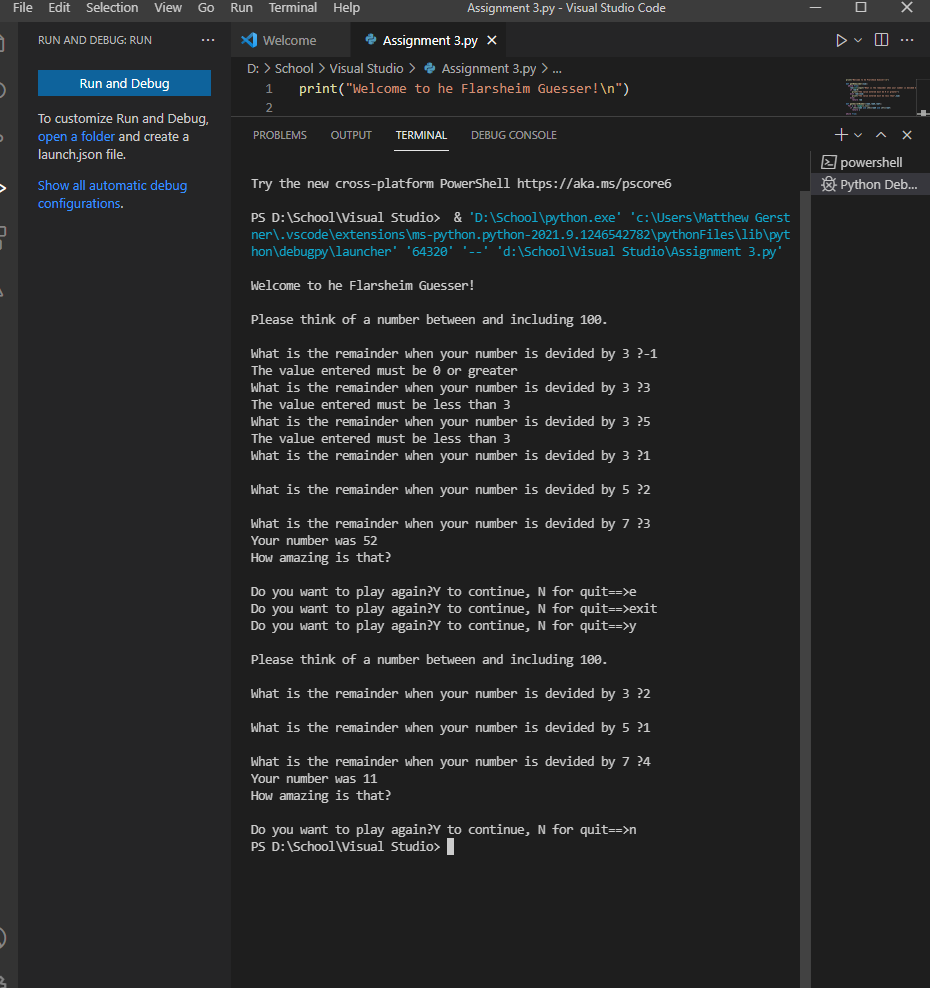 File Edit Selection View Go Run Terminal Help Assignment 3.py - Visual Studio Code
RUN AND DEBUG: RUN ...
Run and Debug
To customize Run and Debug,
open a folder and create a
launch.json file.
Show all automatic debug
configurations.
Welcome Assignment 3.py
D: > School > Visual Studio > Assignment 3.py > ...
1 print("Welcome to he Flarsheim Guesser!\n")
2
PROBLEMS OUTPUT TERMINAL DEBUG CONSOLE
powershell
Python Deb...
Try the new cross-platform PowerShell https://aka.ms/pscore6
PS D:\School\Visual Studio> & 'D:\School\python.exe' 'c:\Users\Matthew Gerst
ner\.vscode\extensions\ms-python.python-2021.9.1246542782\pythonFiles\lib\pyt
hon\debugpy\launcher' '64320' '--' 'd:\School\Visual Studio\Assignment 3.py'
Welcome to he Flarsheim Guesser!
Please think of a number between and including 100.
What is the remainder when your number is devided by 3 ?-1
The value entered must be 0 or greater
What is the remainder when your number is devided by 3 ?3
The value entered must be less than 3
What is the remainder when your number is devided by 3 ?5
The value entered must be less than 3
What is the remainder when your number is devided by 3 ?1
What is the remainder when your number is devided by 5 ?2
What is the remainder when your number is devided by 7 ?3
Your number was 52
How amazing is that?
Do you want to play again?Y to continue, N for quit==>e
Do you want to play again?Y to continue, N for quit==>exit
Do you want to play again?Y to continue, N for quit==>y
Please think of a number between and including 100.
What is the remainder when your number is devided by 3 ?2
What is the remainder when your number is devided by 5 ?1
What is the remainder when your number is devided by 7 ?4
Your number was 11
How amazing is that?
Do you want to play again?Y to continue, N for quit==>n
PS D:\School\Visual Studio>